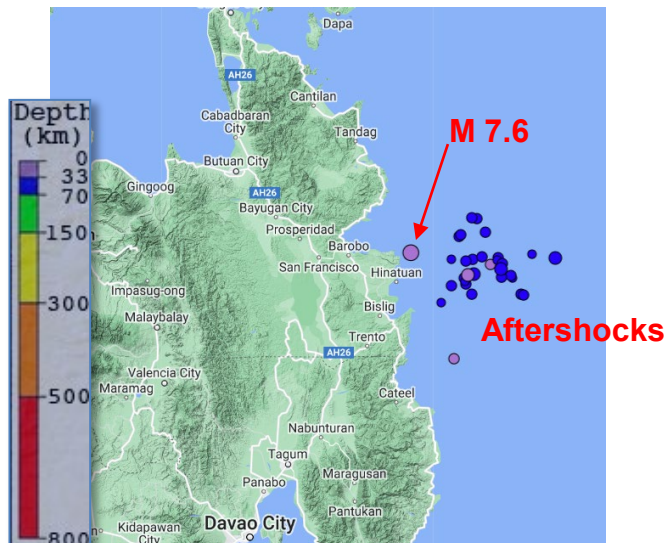 Dapa
AH26
Cantilan
Depth
(km)
Cabadbaran
City
Tandag
M 7.6
0
33
70
Butuan City
Gingoog
AH26
Bayugan City
150
Prosperidad
Barobo
San Francisco
Hinatuan
Impasug-ong
300
Bislig
Malaybalay
Aftershocks
Trento
AH26
Valencia City
Maramag
500
Cateel
Nabunturan
Tagum
Maragusan
Panabo
Pantukan
Kidapawan
City
Davao City
800